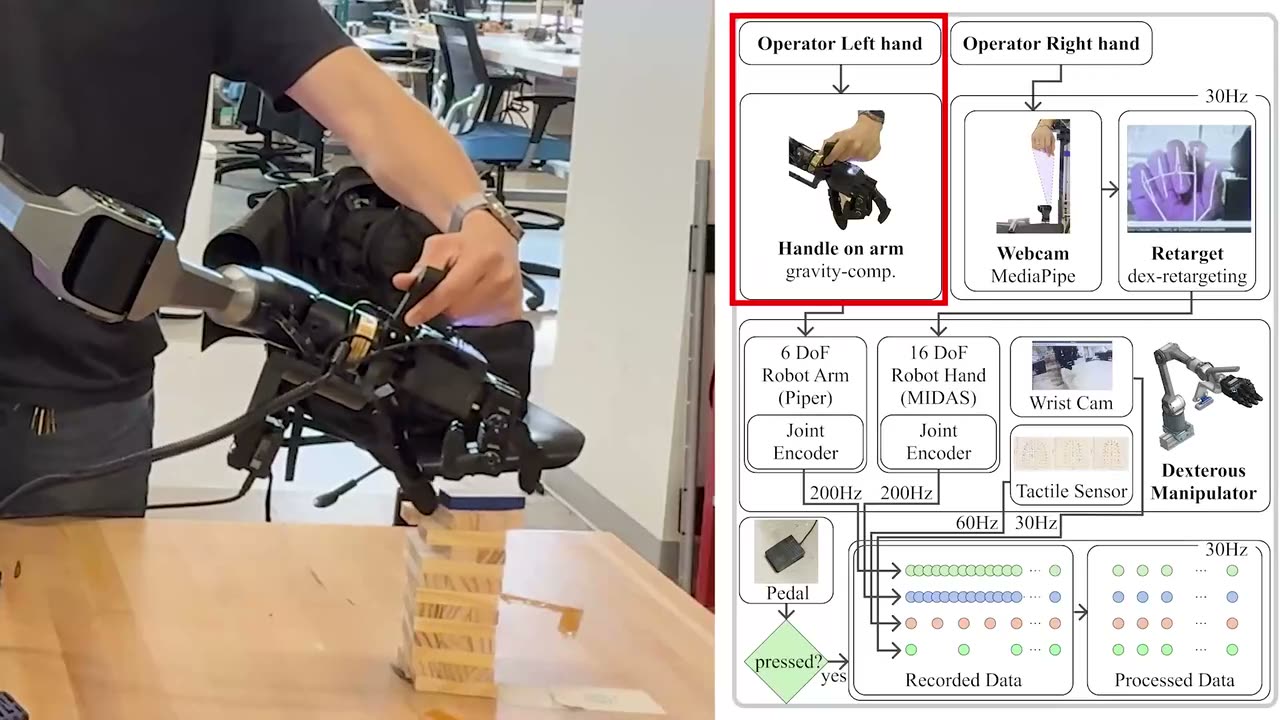 Operator Left hand
Operator Right hand
30Hz
Handle on arm
gravity-comp.
Webcam
MediaPipe
Retarget
dex-retargeting
6 DoF
Robot Arm
(Piper)
Joint
Encoder
16 DoF
Robot Hand
(MIDAS)
Joint
Encoder
Wrist Cam
Tactile Sensor
Dexterous
Manipulator
200Hz
200Hz
60Hz
30Hz
Pedal
pressed?
yes
30Hz
Recorded Data
Processed Data